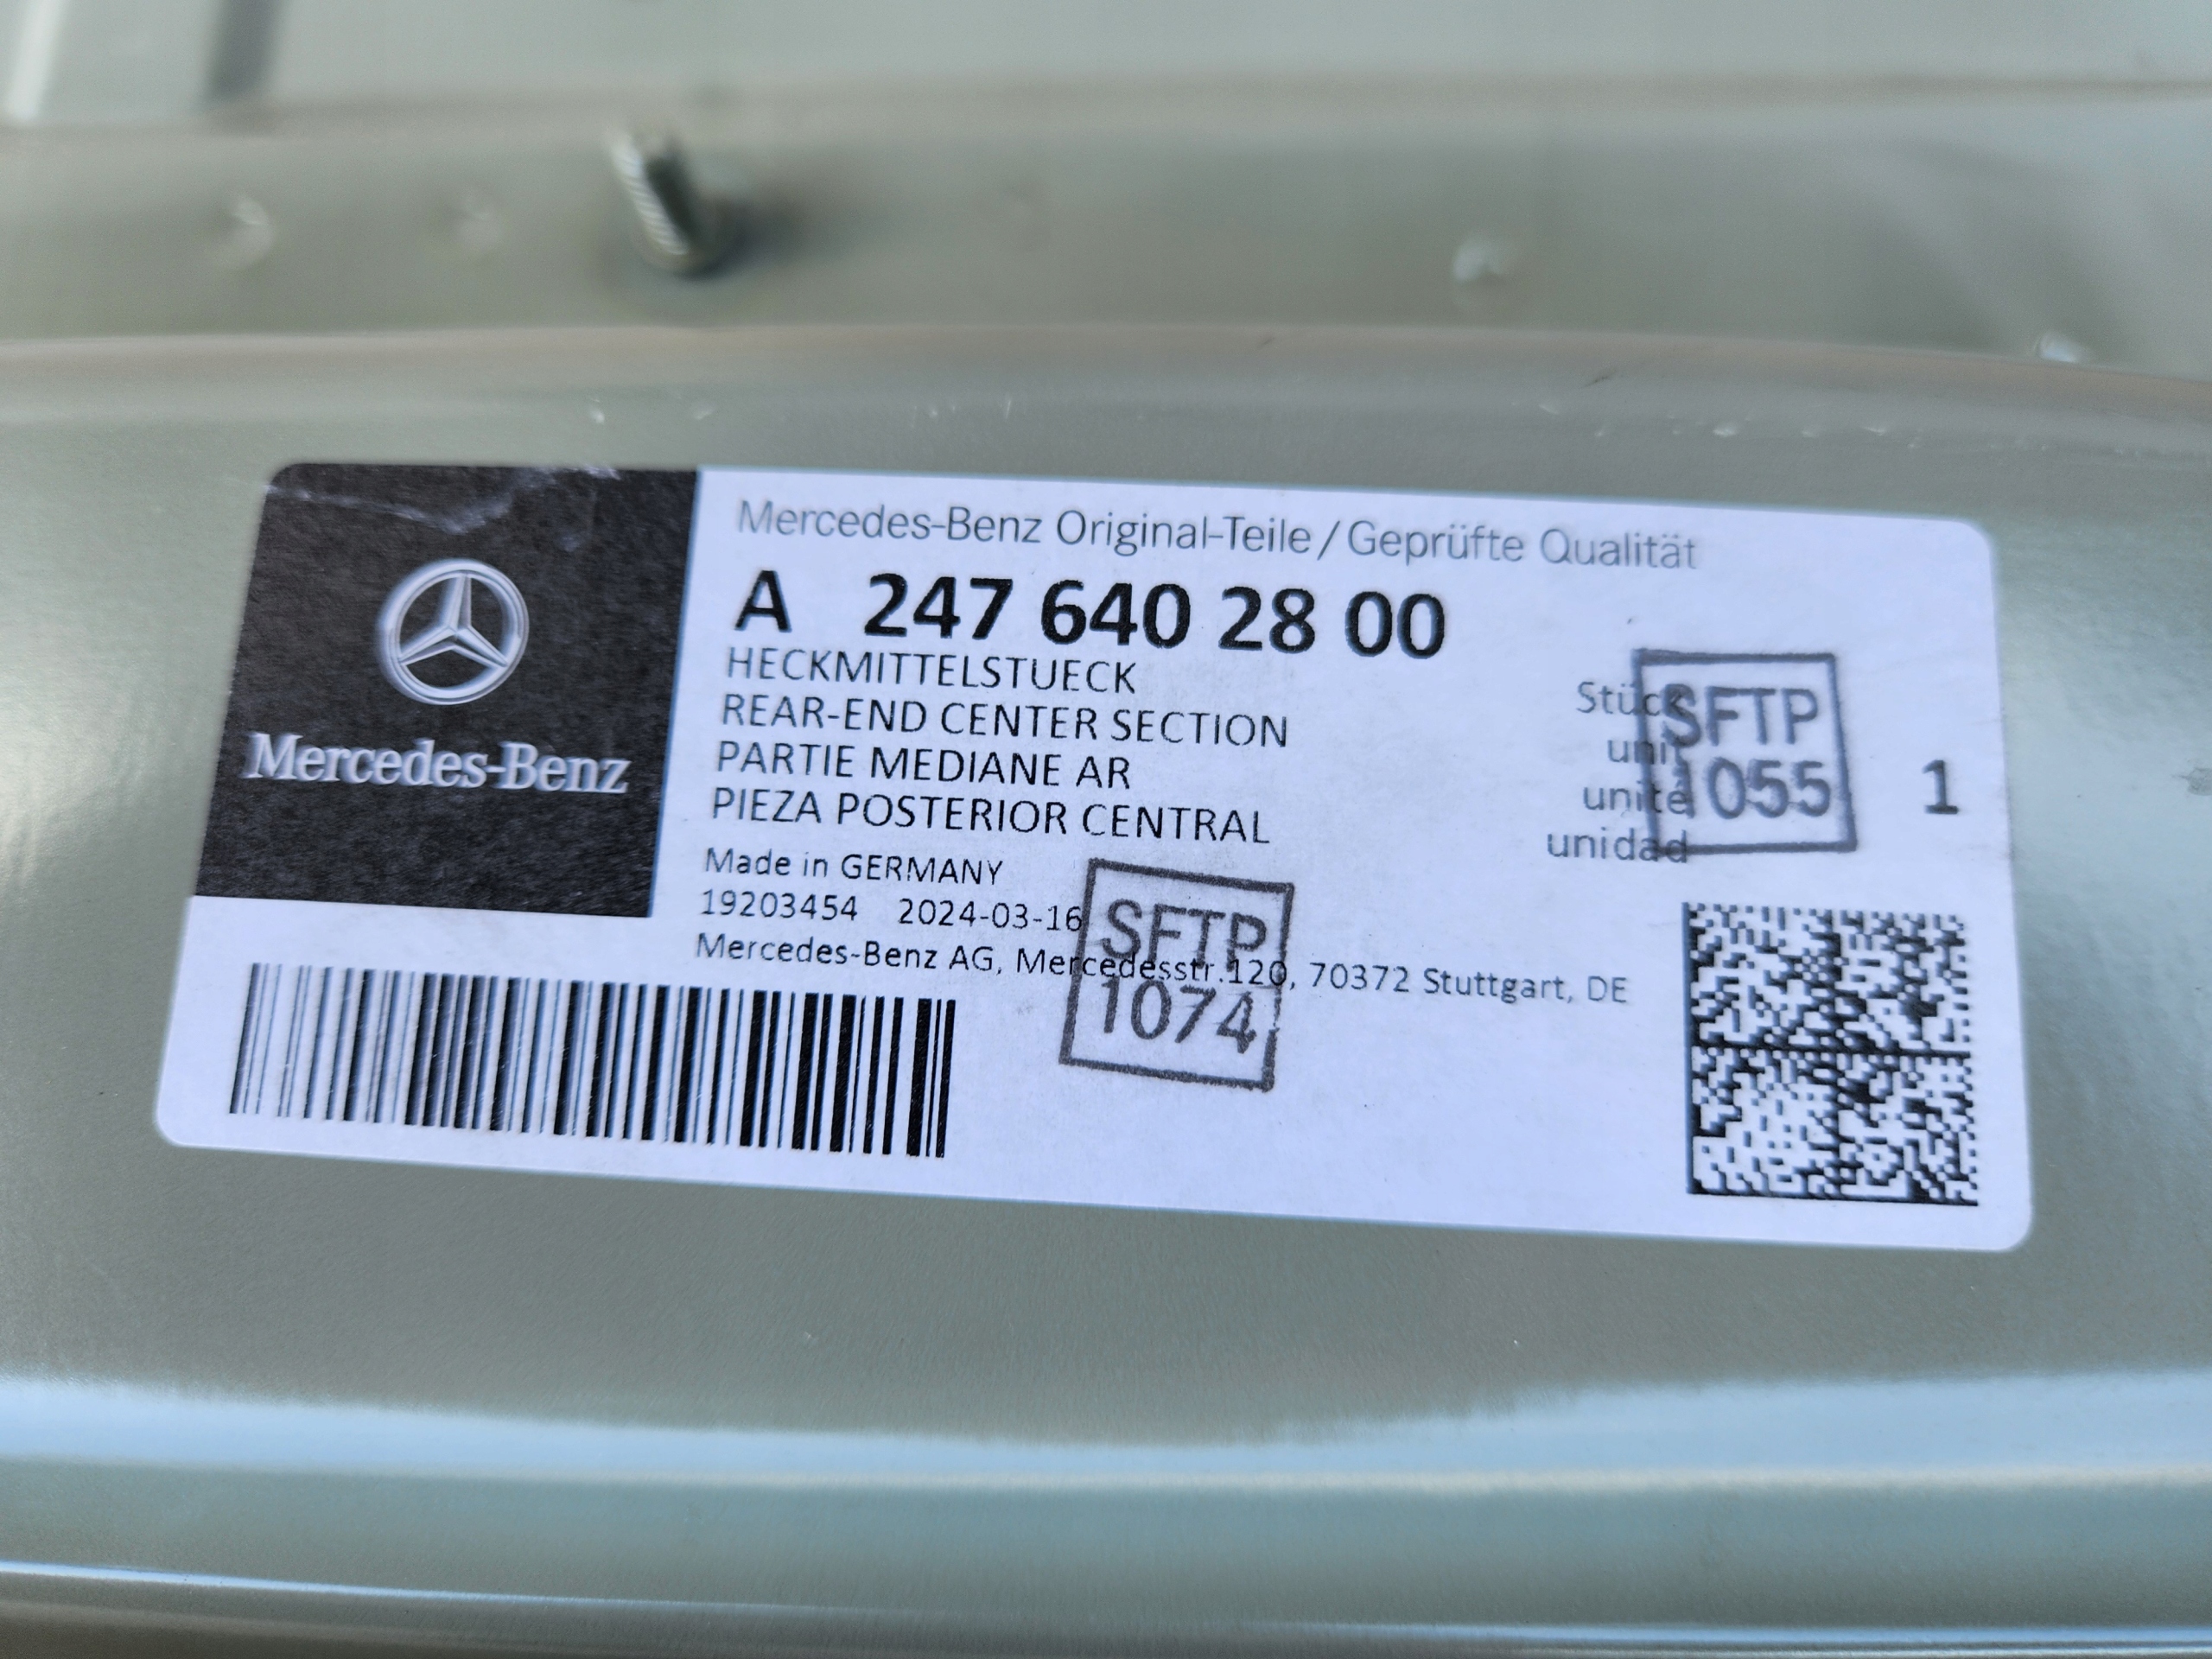 Mercedes-Benz
Mercedes-Benz Original-Teile/Geprüfte Qualität
A 247 640 28 00
HECKMITTELSTUECK
REAR-END CENTER SECTION
PARTIE MEDIANE AR
PIEZA POSTERIOR CENTRAL
Stück
unit
unité
unidad
1
SFTP
1055
Made in GERMANY
19203454 2024-03-16
Mercedes-Benz AG, Mercedesstr.120, 70372 Stuttgart, DE
SFTP
1074